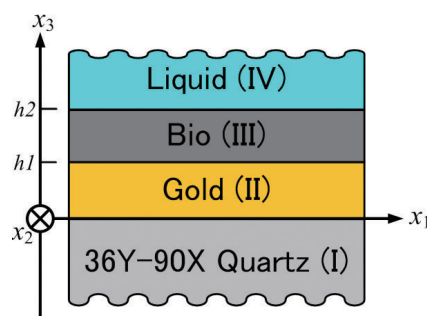 x3
Liquid (IV)
h2
Bio (III)
h1
Gold (II)
x1
x2
36Y-90X Quartz (I)